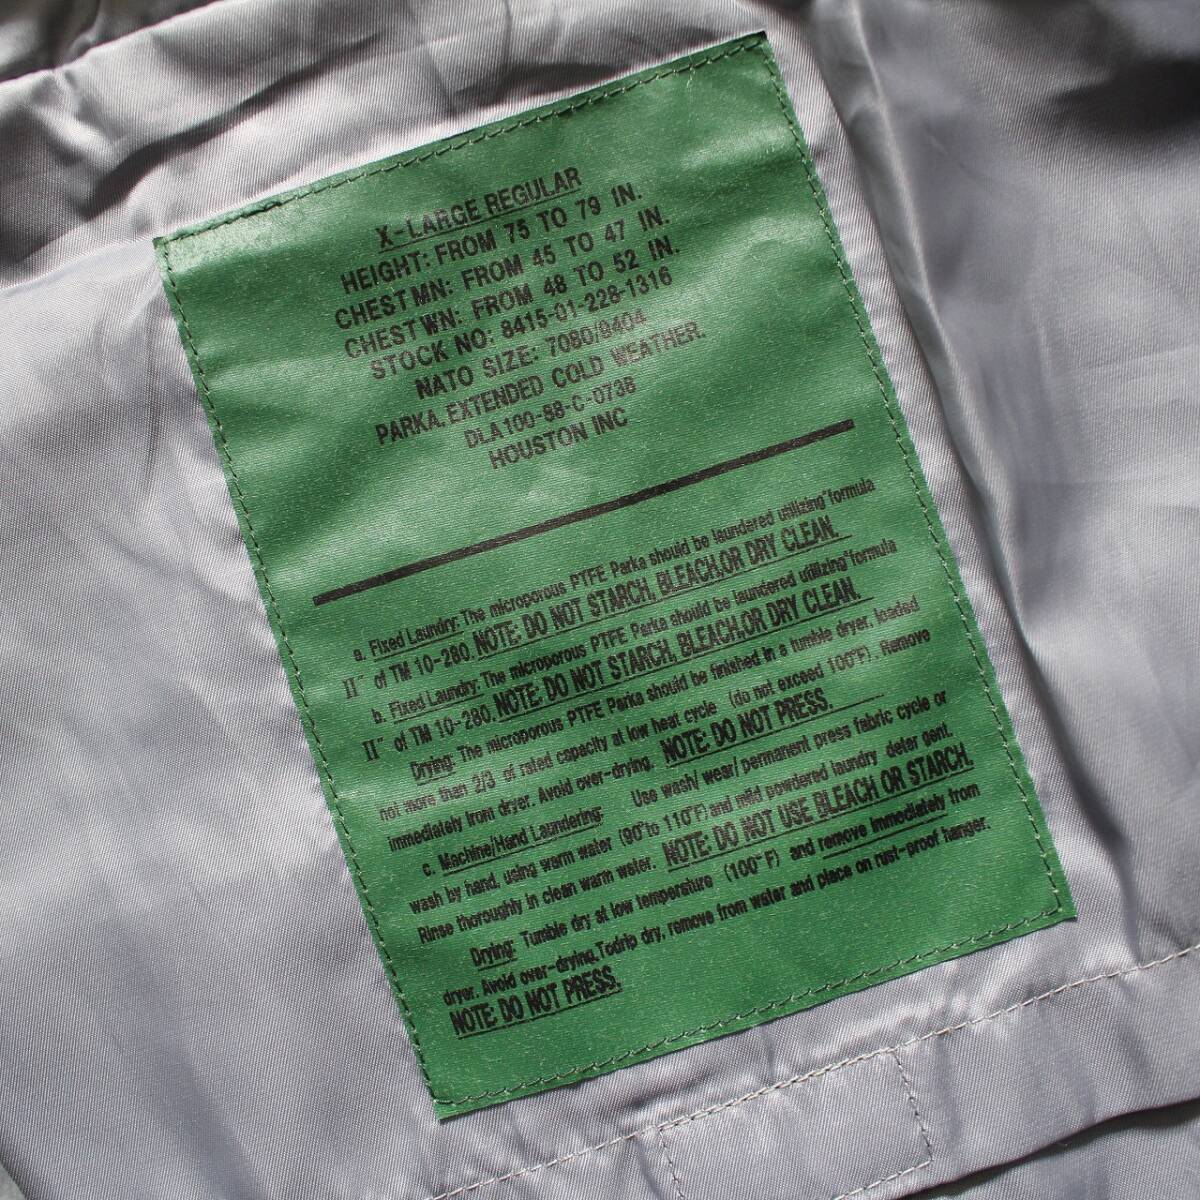 X-LARGE REGULAR
HEIGHT: FROM 75 TO 79 IN.
CHEST MN: FROM 45 TO 47 IN.
CHEST WN: FROM 48 TO 52 IN.
STOCK NO: 8415-01-228-1316
NATO SIZE: 7080/9404
PARKA. EXTENDED COLD WEATHER.
DLA100-88-C-0738
HOUSTON INC
a. Fixed Laundry: The microporous PTFE Parka should be laundered utilizing "formula
II" of TM 10-280. NOTE: DO NOT STARCH, BLEACH,OR DRY CLEAN.
b. Fixed Laundry: The microporous PTFE Parka should be laundered utilizing "formula
II" of TM 10-280. NOTE: DO NOT STARCH, BLEACH,OR DRY CLEAN.
Drying: The microporous PTFE Parka should be finished in a tumble dryer, loaded
not more than 2/3 of rated capacity at low heat cycle (do not exceed 100°F). Remove
immediately from dryer. Avoid over-drying. NOTE: DO NOT PRESS.
c. Machine/Hand Laundering: Use wash/wear/permanent press fabric cycle or
wash by hand, using warm water (90°to 110°F) and mild powdered laundry deter gent.
Rinse thoroughly in clean warm water. NOTE: DO NOT USE BLEACH OR STARCH.
Drying: Tumble dry at low temperature (100°F) and remove immediately from
dryer. Avoid over-drying.Todrip dry, remove from water and place on rust-proof hanger.
NOTE: DO NOT PRESS.